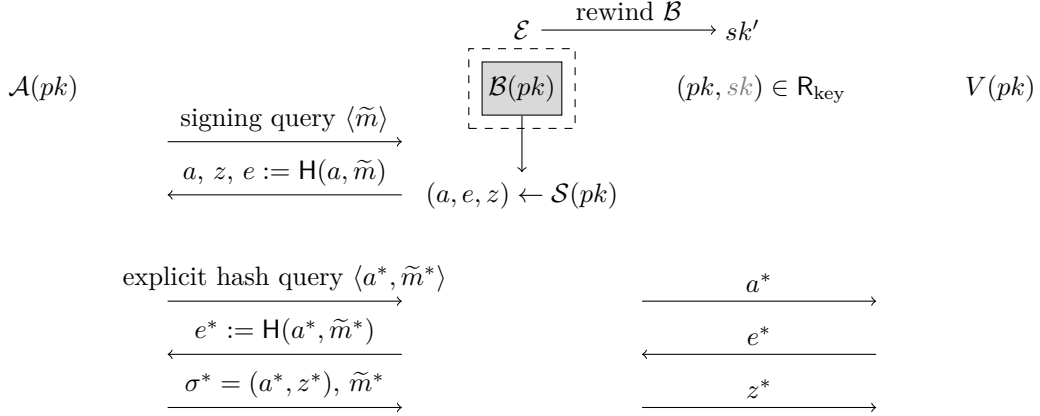 rewind ℬ
ℰ sk′
𝒜(pk) ℬ(pk) (pk, sk) ∈ R_key V(pk)
signing query ⟨m̃⟩
a, z, e := H(a, m̃) (a, e, z) ← 𝒮(pk)
explicit hash query ⟨a*, m̃*⟩ a*
e* := H(a*, m̃*) e*
σ* = (a*, z*), m̃* z*